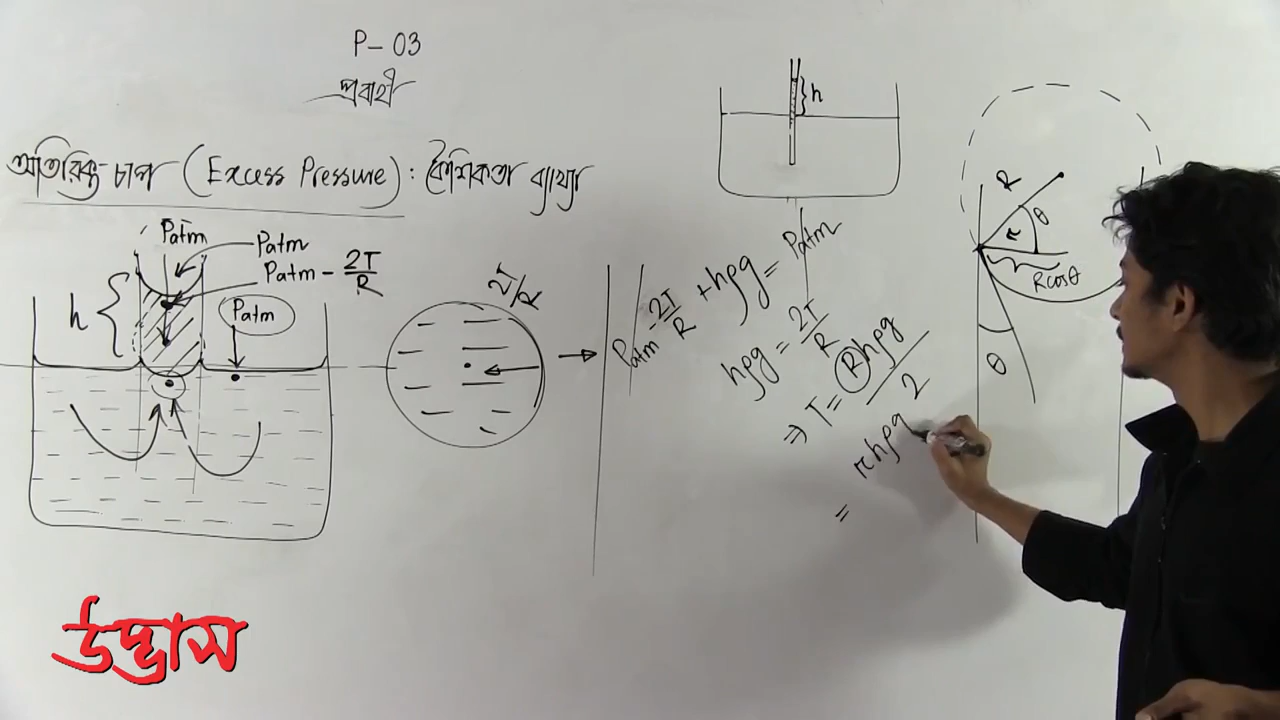 P- 03
প্রবাহী
অতিরিক্ত চাপ (Excess Pressure) : কৈশিকতা ব্যাখ্যা
Patm
Patm
Patm - 2T/R
Patm
h
2T/R
h
Patm - 2T/R + hρg = Patm
hρg = 2T/R
⇒ T = Rhρg/2
= rhρg
R
θ
Rcosθ
θ
উদ্ভাস